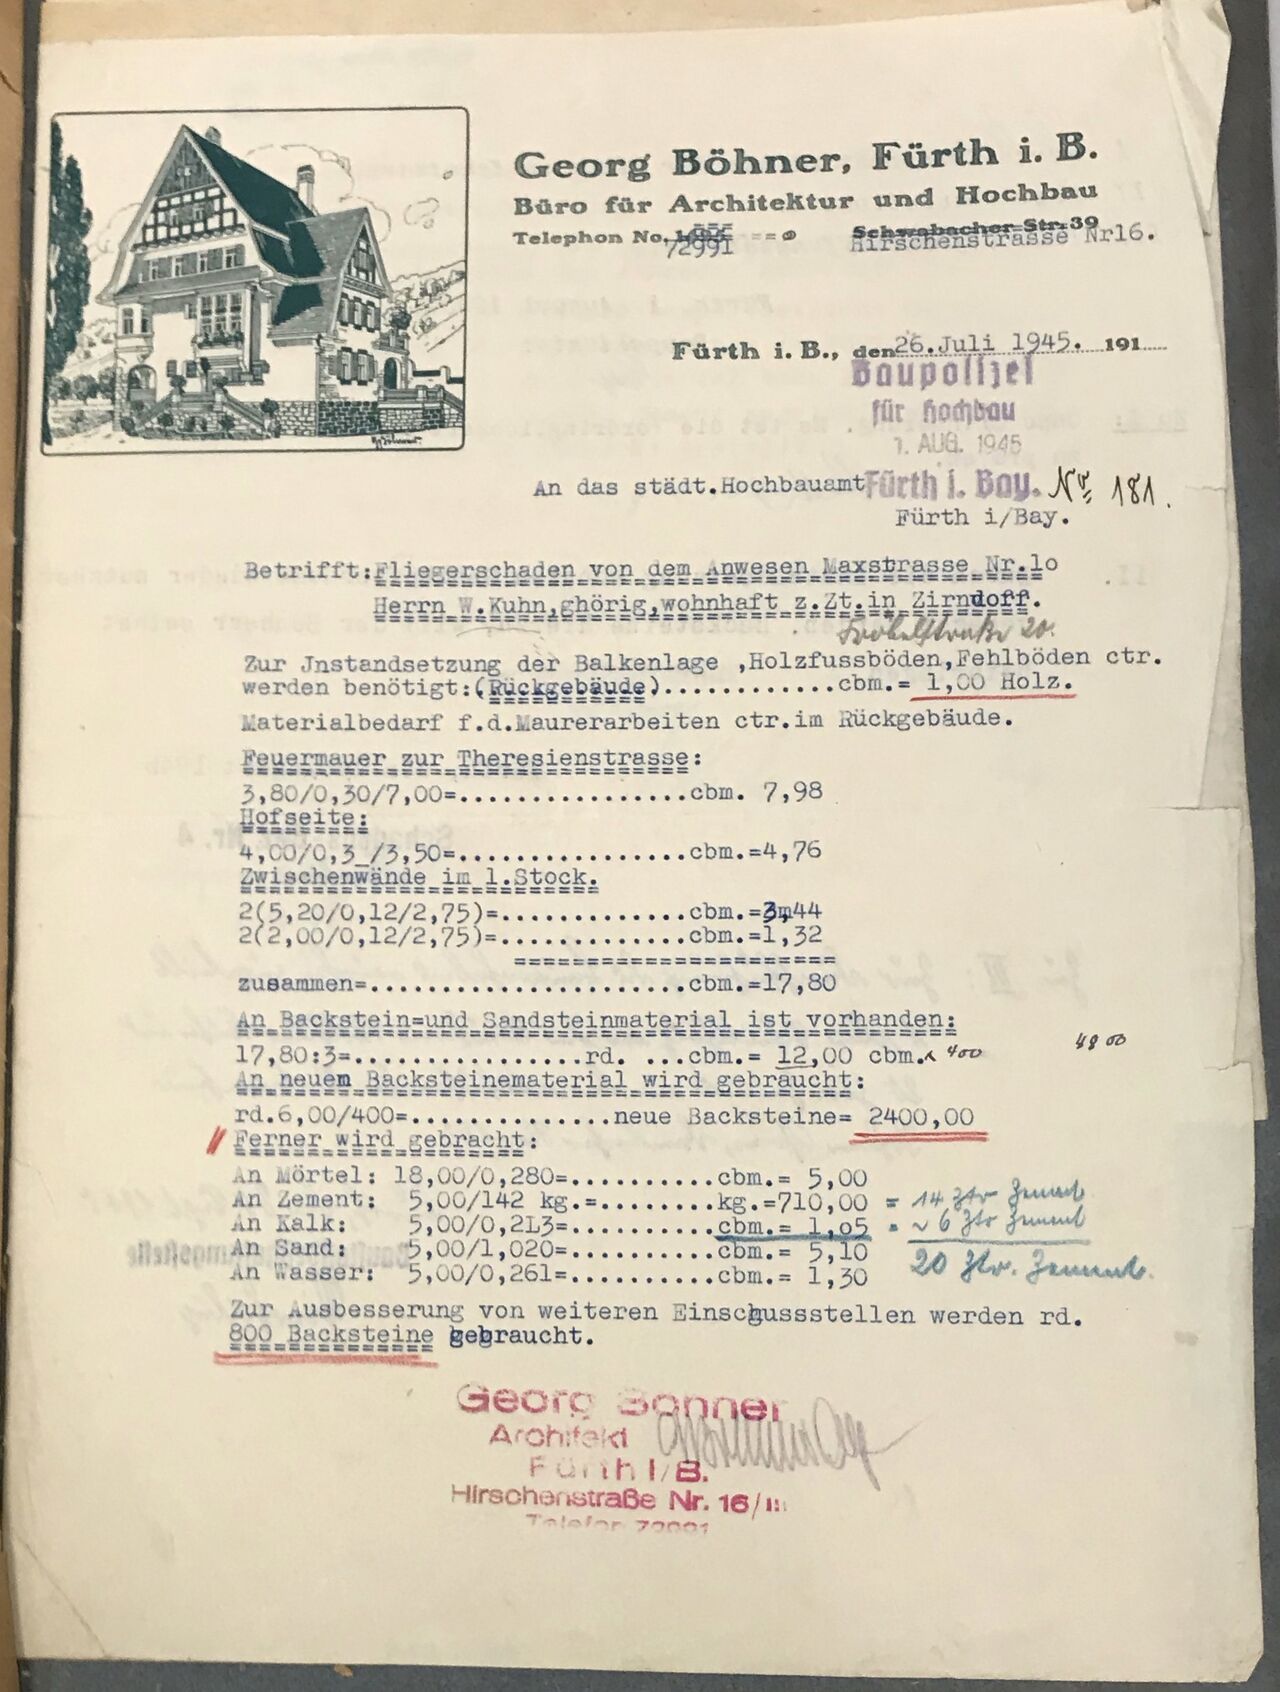 Georg Böhner, Fürth i. B.
Büro für Architektur und Hochbau
Telephon No. 72991 Schwabacher Str. 39
Hirschenstrasse Nr16.
Fürth i. B., den 26.Juli 1945. 191
Baupolizei
für Hochbau
1. AUG. 1945
Fürth i. Bay. Nr. 181.
An das städt.Hochbauamt
Fürth i/Bay.
Betrifft:Fliegerschaden von dem Anwesen Maxstrasse Nr.1o
Herrn W.Kuhn,ghörig,wohnhaft z.Zt.in Zirndoff.
Zur Jnstandsetzung der Balkenlage ,Holzfussböden,Fehlböden ctr.
werden benötigt:(Rückgebäude).............cbm.= 1,00 Holz.
Materialbedarf f.d.Maurerarbeiten ctr.im Rückgebäude.
Feuermauer zur Theresienstrasse:
3,80/0,30/7,00=................cbm. 7,98
Hofseite:
4,00/0,3_/3,50=................cbm.=4,76
Zwischenwände im 1.Stock.
2(5,20/0,12/2,75)=.............cbm.=3,44
2(2,00/0,12/2,75)=.............cbm.=1,32
zusammen=......................cbm.=17,80
An Backstein=und Sandsteinmaterial ist vorhanden:
17,80:3=................rd. ...cbm.= 12,00 cbm. x 400 4800
An neuem Backsteinematerial wird gebraucht:
rd.6,00/400=..............neue Backsteine= 2400,00
Ferner wird gebracht:
An Mörtel: 18,00/0,280=..........cbm.= 5,00
An Zement: 5,00/142 kg.=........kg.=710,00 = 14 Ztr Zement
An Kalk: 5,00/0,2L3=..........cbm.= 1,o5 = ~ 6 Ztr Zement
An Sand: 5,00/1,020=..........cbm.= 5,10
An Wasser: 5,00/0,261=..........cbm.= 1,30
20 Ztr. Zement.
Zur Ausbesserung von weiteren Einschussstellen werden rd.
800 Backsteine gebraucht.
Georg Böhner
Architekt
Fürth i/B.
Hirschenstraße Nr. 16/III
Telefon 72991